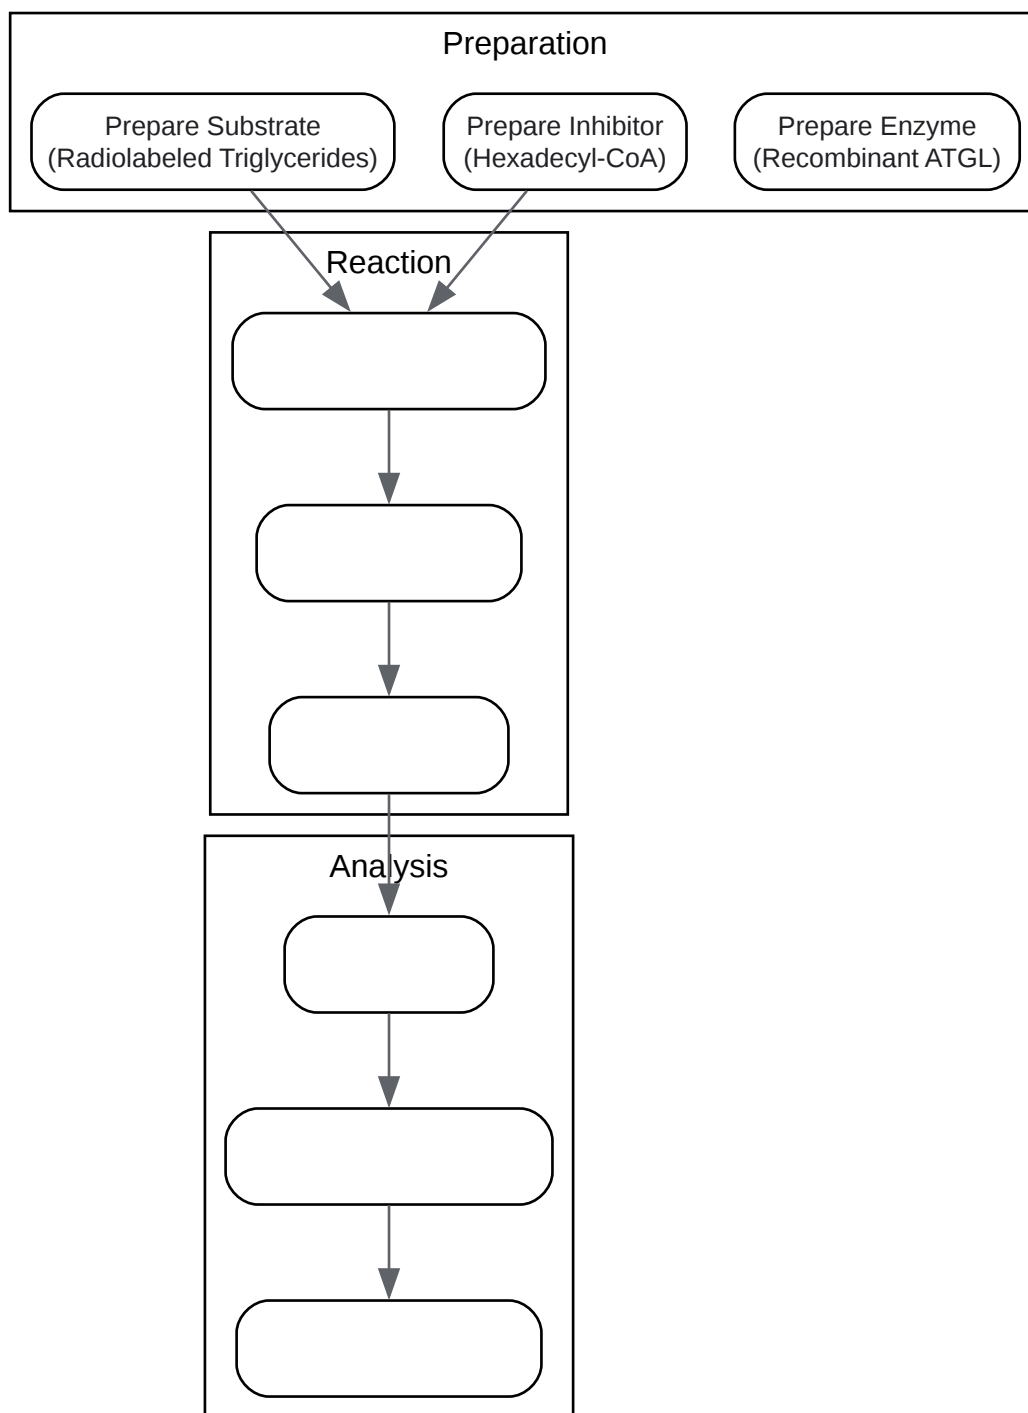 Preparation
Prepare Substrate
(Radiolabeled Triglycerides)
Prepare Inhibitor
(Hexadecyl-CoA)
Prepare Enzyme
(Recombinant ATGL)
Reaction
Analysis